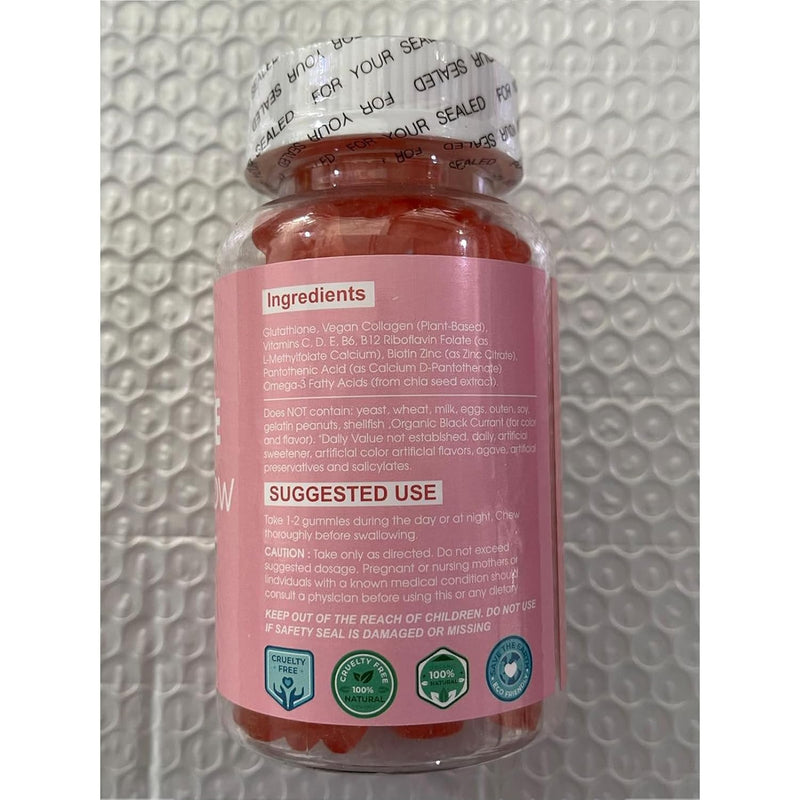 FOR YOUR SEALED
FOR YOUR SEALED
FOR YOUR SEALED
E
OW
Ingredients
Glutathione, Vegan Collagen (Plant-Based),
Vitamins C, D, E, B6, B12 Riboflavin Folate (as
L-Methylfolate Calcium), Biotin Zinc (as Zinc Citrate),
Pantothenic Acid (as Calcium D-Pantothenate)
Omega-3 Fatty Acids (from chia seed extract).
Does NOT contain: yeast, wheat, milk, eggs, outen, soy,
gelatin peanuts, shellfish ,Organic Black Currant (for color
and flavor). *Daily Value not establshed. daily, artificial
sweetener, artificial color artificial flavors, agave, artificial
preservatives and salicylates.
SUGGESTED USE
Take 1-2 gummies during the day or at night, Chew
thoroughly before swallowing.
CAUTION : Take only as directed. Do not exceed
suggested dosage. Pregnant or nursing mothers or
lindviduals with a known medical condition should
consult a physician before using this or any dietary
KEEP OUT OF THE REACH OF CHILDREN. DO NOT USE
IF SAFETY SEAL IS DAMAGED OR MISSING
CRUELTY
FREE
CRUELTY FREE
100%
NATURAL
100%
NATURAL
SAVE THE EARTH
ECO FRIENDLY